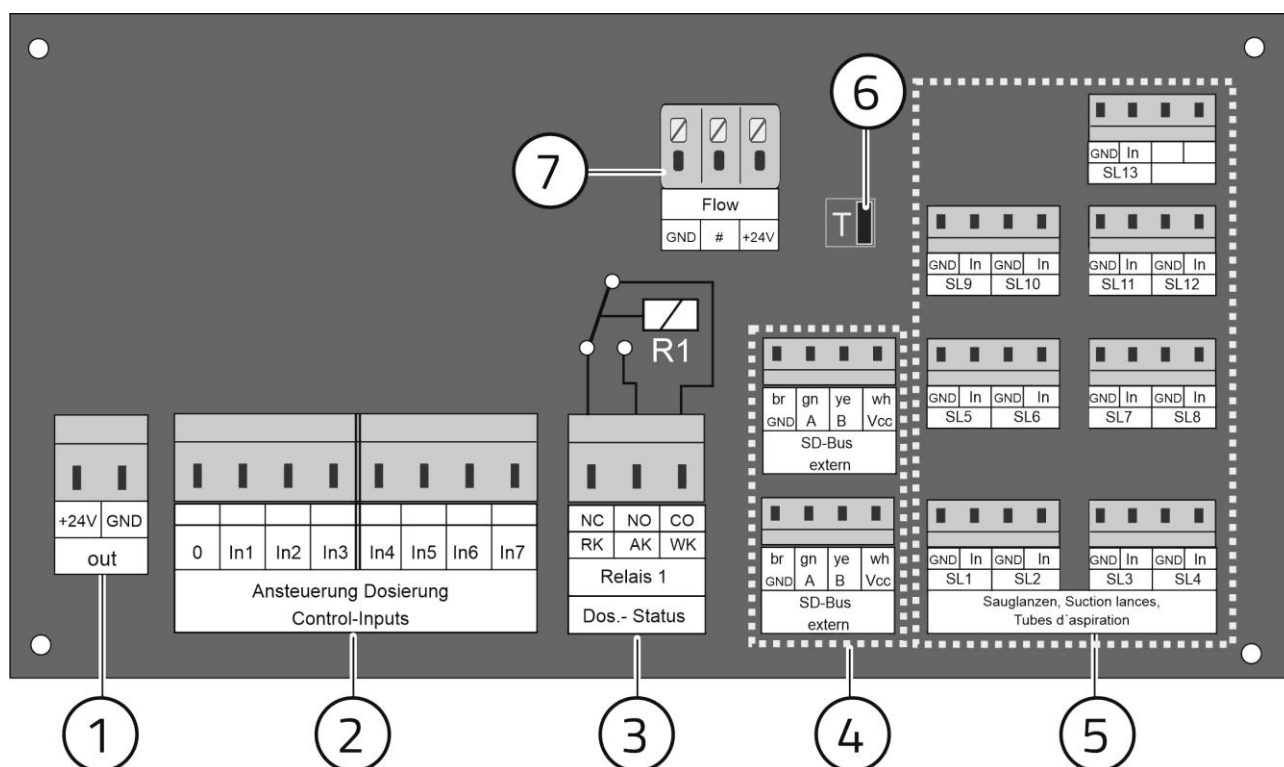 6
7
GND In
SL13
Flow
GND # +24V
T
GND In GND In
SL9 SL10
GND In GND In
SL11 SL12
R1
br gn ye wh
GND A B Vcc
SD-Bus
extern
GND In GND In
SL5 SL6
GND In GND In
SL7 SL8
+24V GND
out
0 In1 In2 In3 In4 In5 In6 In7
Ansteuerung Dosierung
Control-Inputs
NC NO CO
RK AK WK
Relais 1
Dos.- Status
br gn ye wh
GND A B Vcc
SD-Bus
extern
GND In GND In
SL1 SL2
GND In GND In
SL3 SL4
Sauglanzen, Suction lances,
Tubes d´aspiration
1
2
3
4
5